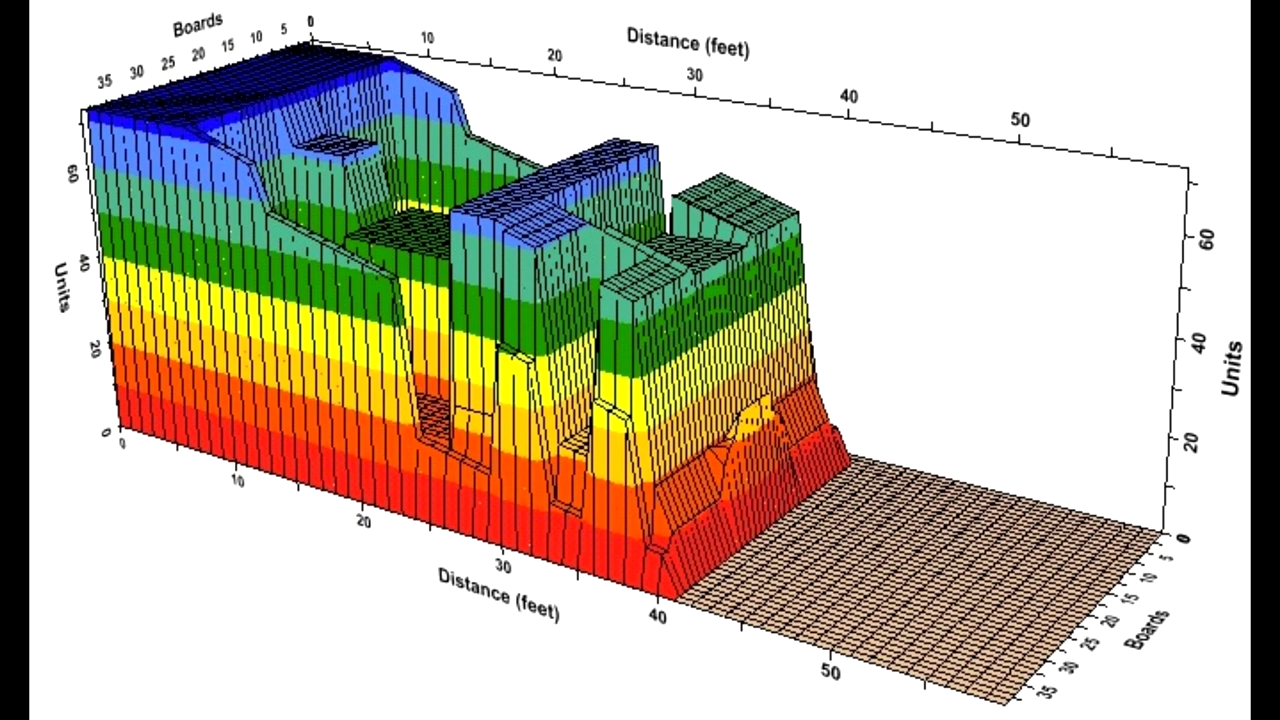 Boards
35 30 25 20 15 10 5 0
Distance (feet)
10 20 30 40 50
Units
60 40 20 0
Units
60 40 20 0
0 10 20 30 40 50
Distance (feet)
5 10 15 20 25 30 35
Boards